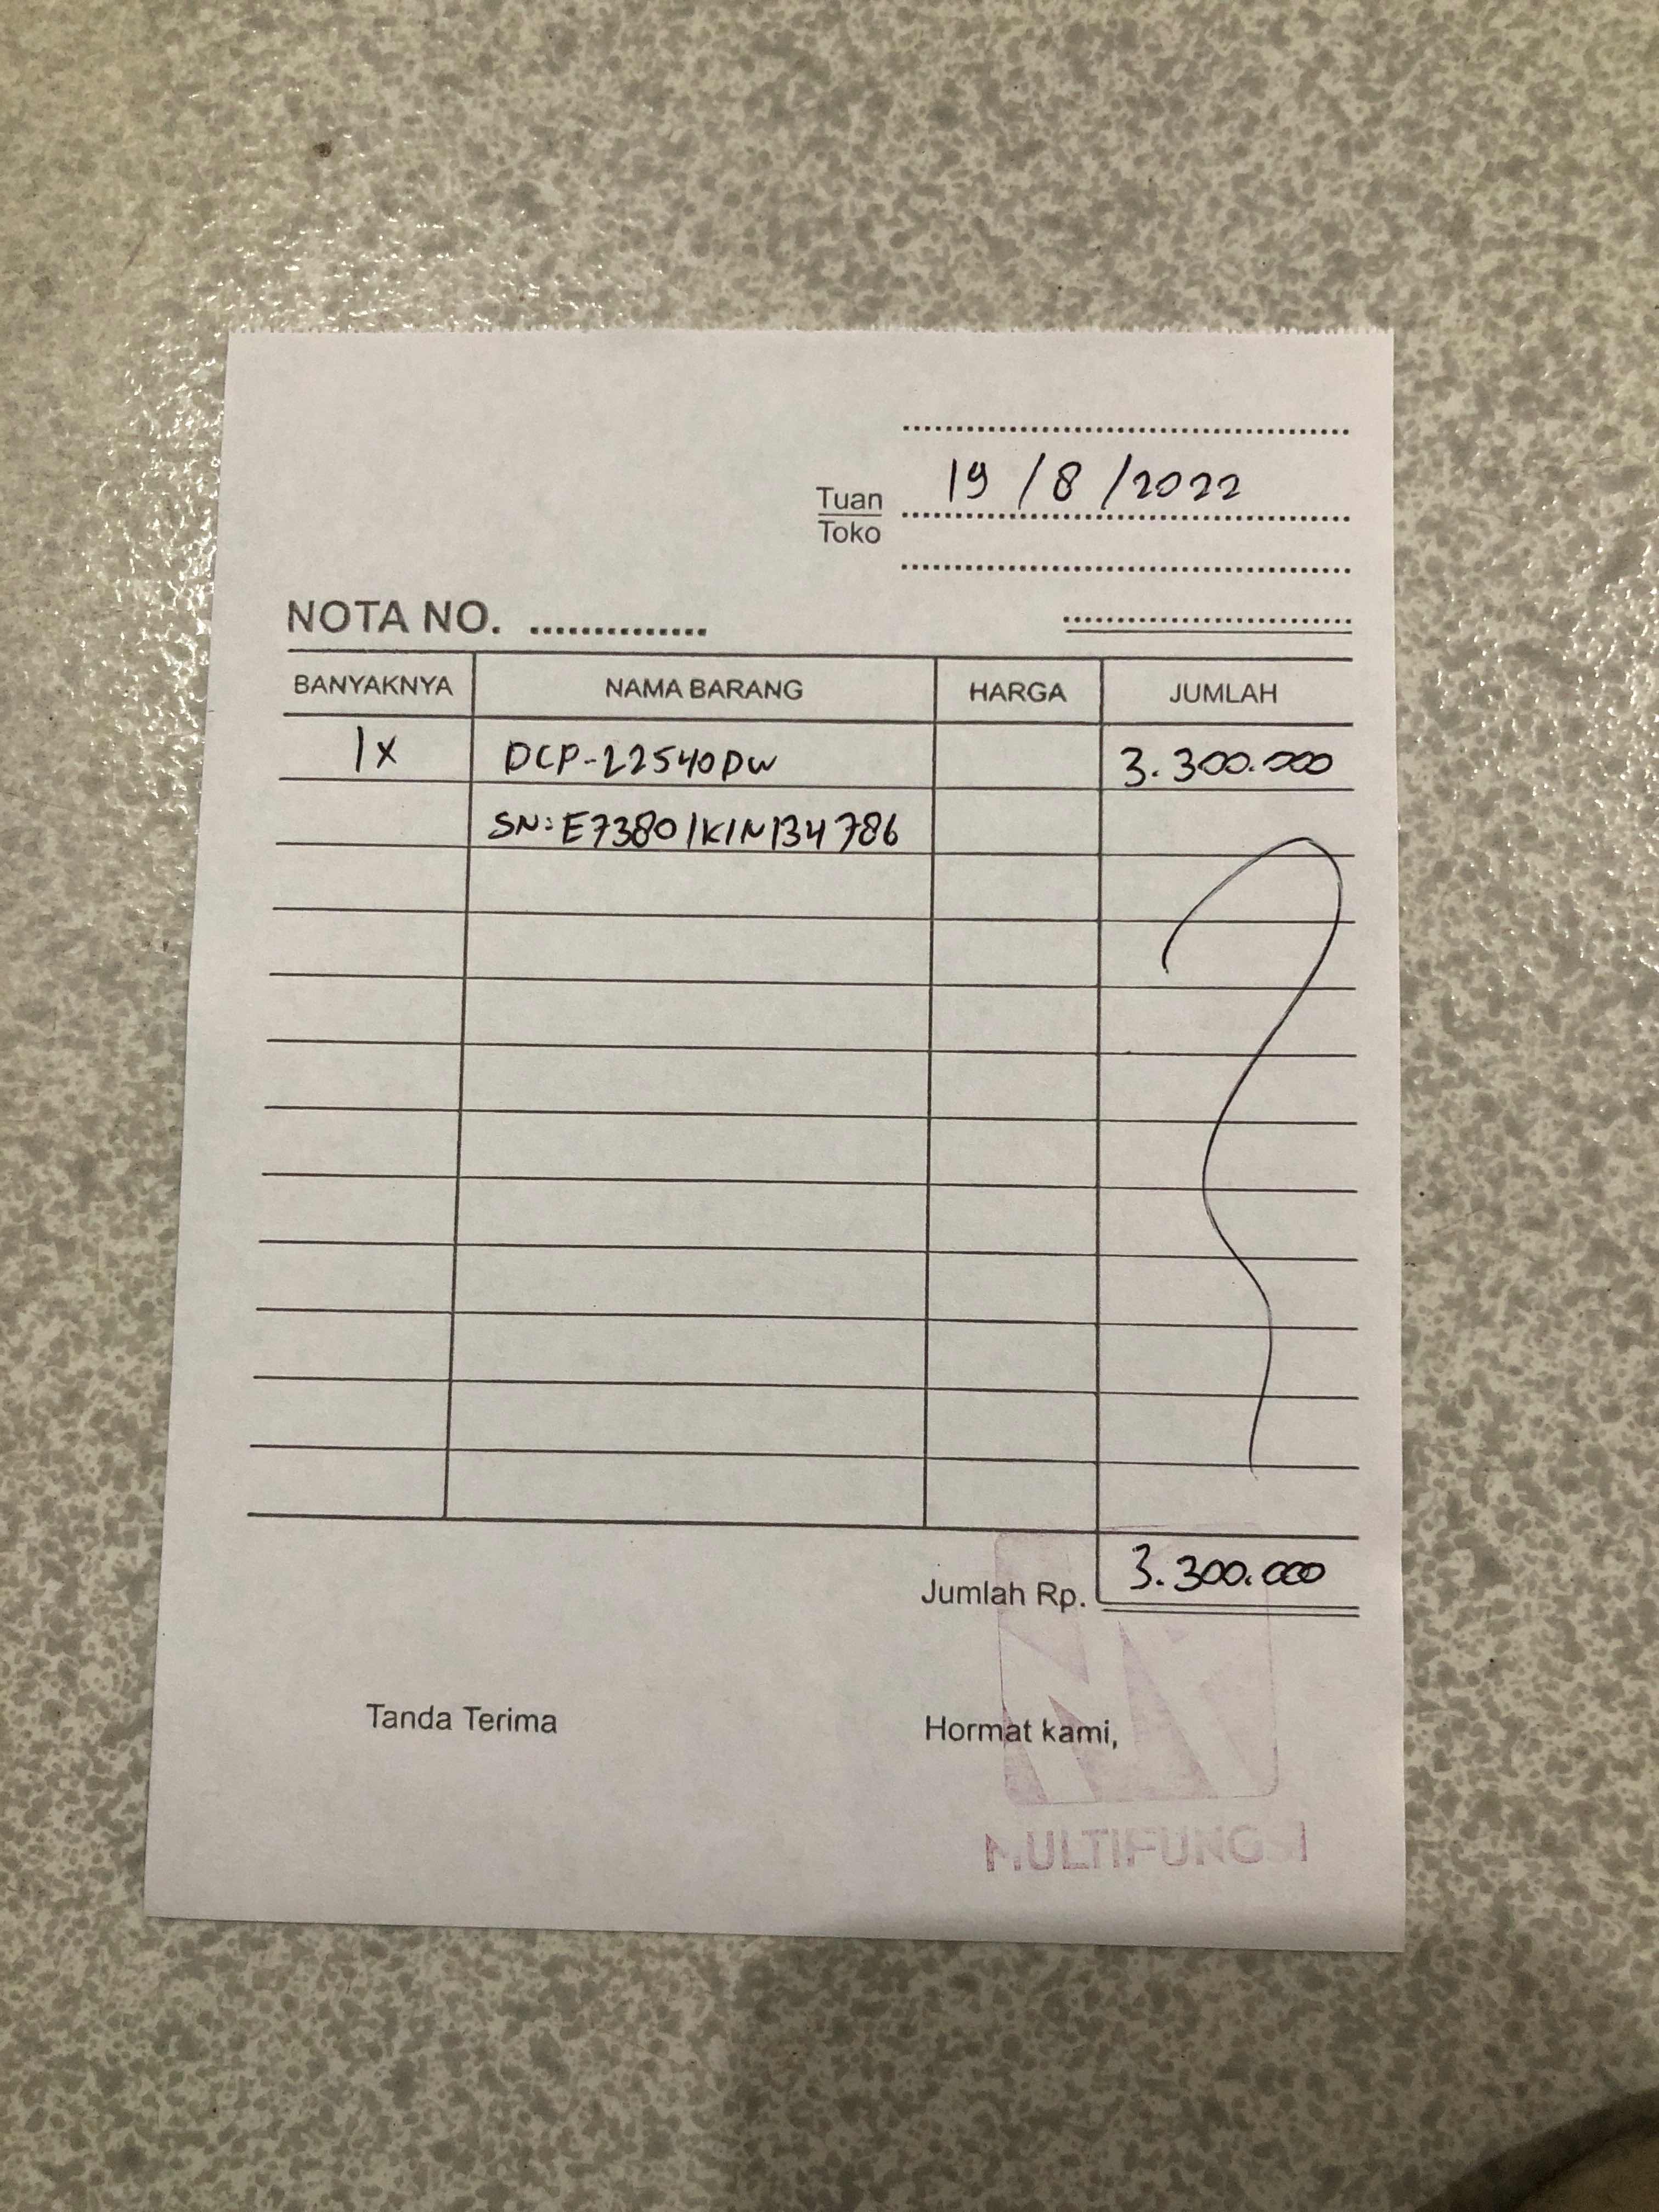 19/8/2022
Tuan
Toko
NOTA NO.
BANYAKNYA NAMA BARANG HARGA JUMLAH
1x DCP-L2540DW 3.300.000
SN: E73801K1N134786
Jumlah Rp. 3.300.000
Tanda Terima Hormat kami,
MULTIFUNGSI